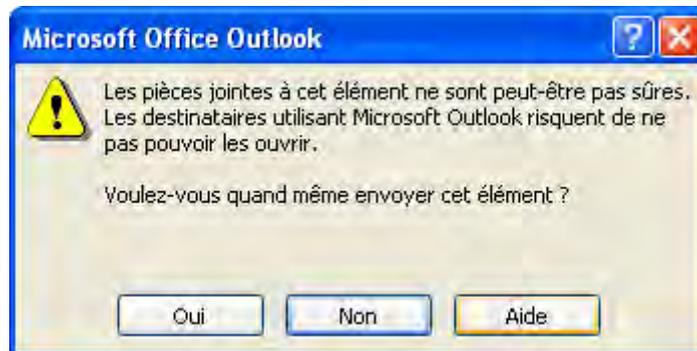 Microsoft Office Outlook
Les pièces jointes à cet élément ne sont peut-être pas sûres.
Les destinataires utilisant Microsoft Outlook risquent de ne
pas pouvoir les ouvrir.
Voulez-vous quand même envoyer cet élément ?
Oui
Non
Aide